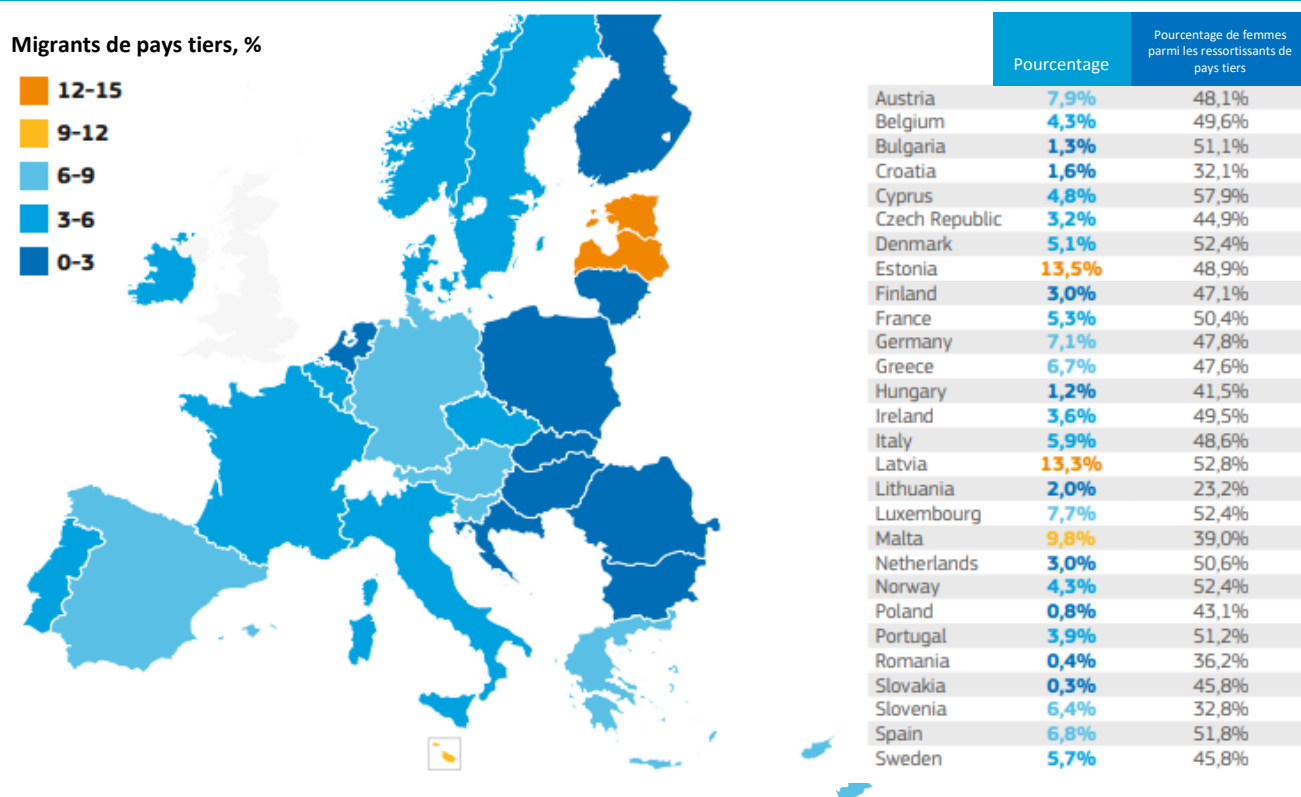 Migrants de pays tiers, %
12-15
9-12
6-9
3-6
0-3
Pourcentage
Pourcentage de femmes
parmi les ressortissants de
pays tiers
Austria 7,9% 48,1%
Belgium 4,3% 49,6%
Bulgaria 1,3% 51,1%
Croatia 1,6% 32,1%
Cyprus 4,8% 57,9%
Czech Republic 3,2% 44,9%
Denmark 5,1% 52,4%
Estonia 13,5% 48,9%
Finland 3,0% 47,1%
France 5,3% 50,4%
Germany 7,1% 47,8%
Greece 6,7% 47,6%
Hungary 1,2% 41,5%
Ireland 3,6% 49,5%
Italy 5,9% 48,6%
Latvia 13,3% 52,8%
Lithuania 2,0% 23,2%
Luxembourg 7,7% 52,4%
Malta 9,8% 39,0%
Netherlands 3,0% 50,6%
Norway 4,3% 52,4%
Poland 0,8% 43,1%
Portugal 3,9% 51,2%
Romania 0,4% 36,2%
Slovakia 0,3% 45,8%
Slovenia 6,4% 32,8%
Spain 6,8% 51,8%
Sweden 5,7% 45,8%